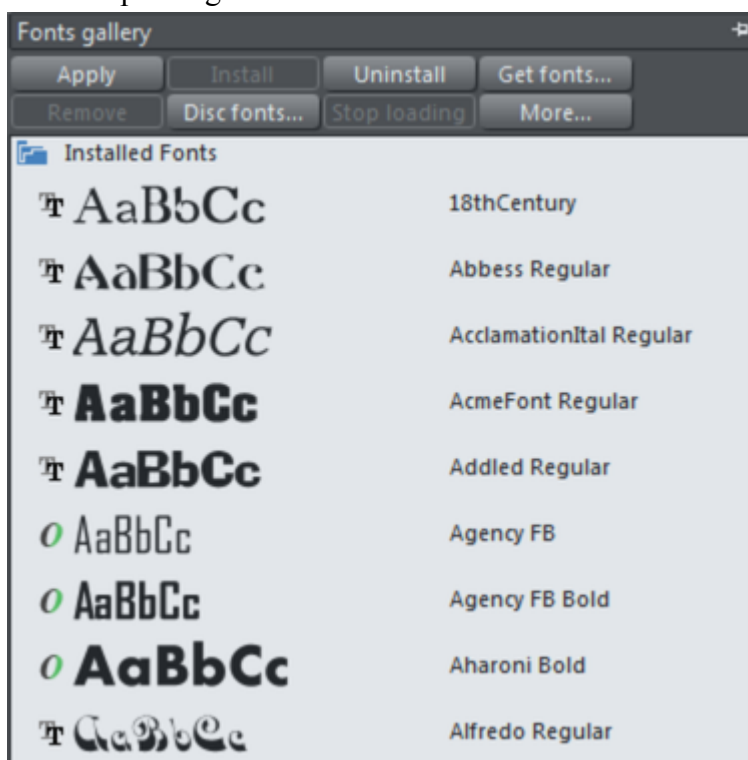 Fonts gallery
Apply Install Uninstall Get fonts...
Remove Disc fonts... Stop loading More...
Installed Fonts
AaBbCc 18thCentury
AaBbCc Abbess Regular
AaBbCc AcclamationItal Regular
AaBbCc AcmeFont Regular
AaBbCc Addled Regular
AaBbCc Agency FB
AaBbCc Agency FB Bold
AaBbCc Aharoni Bold
AaBbCc Alfredo Regular